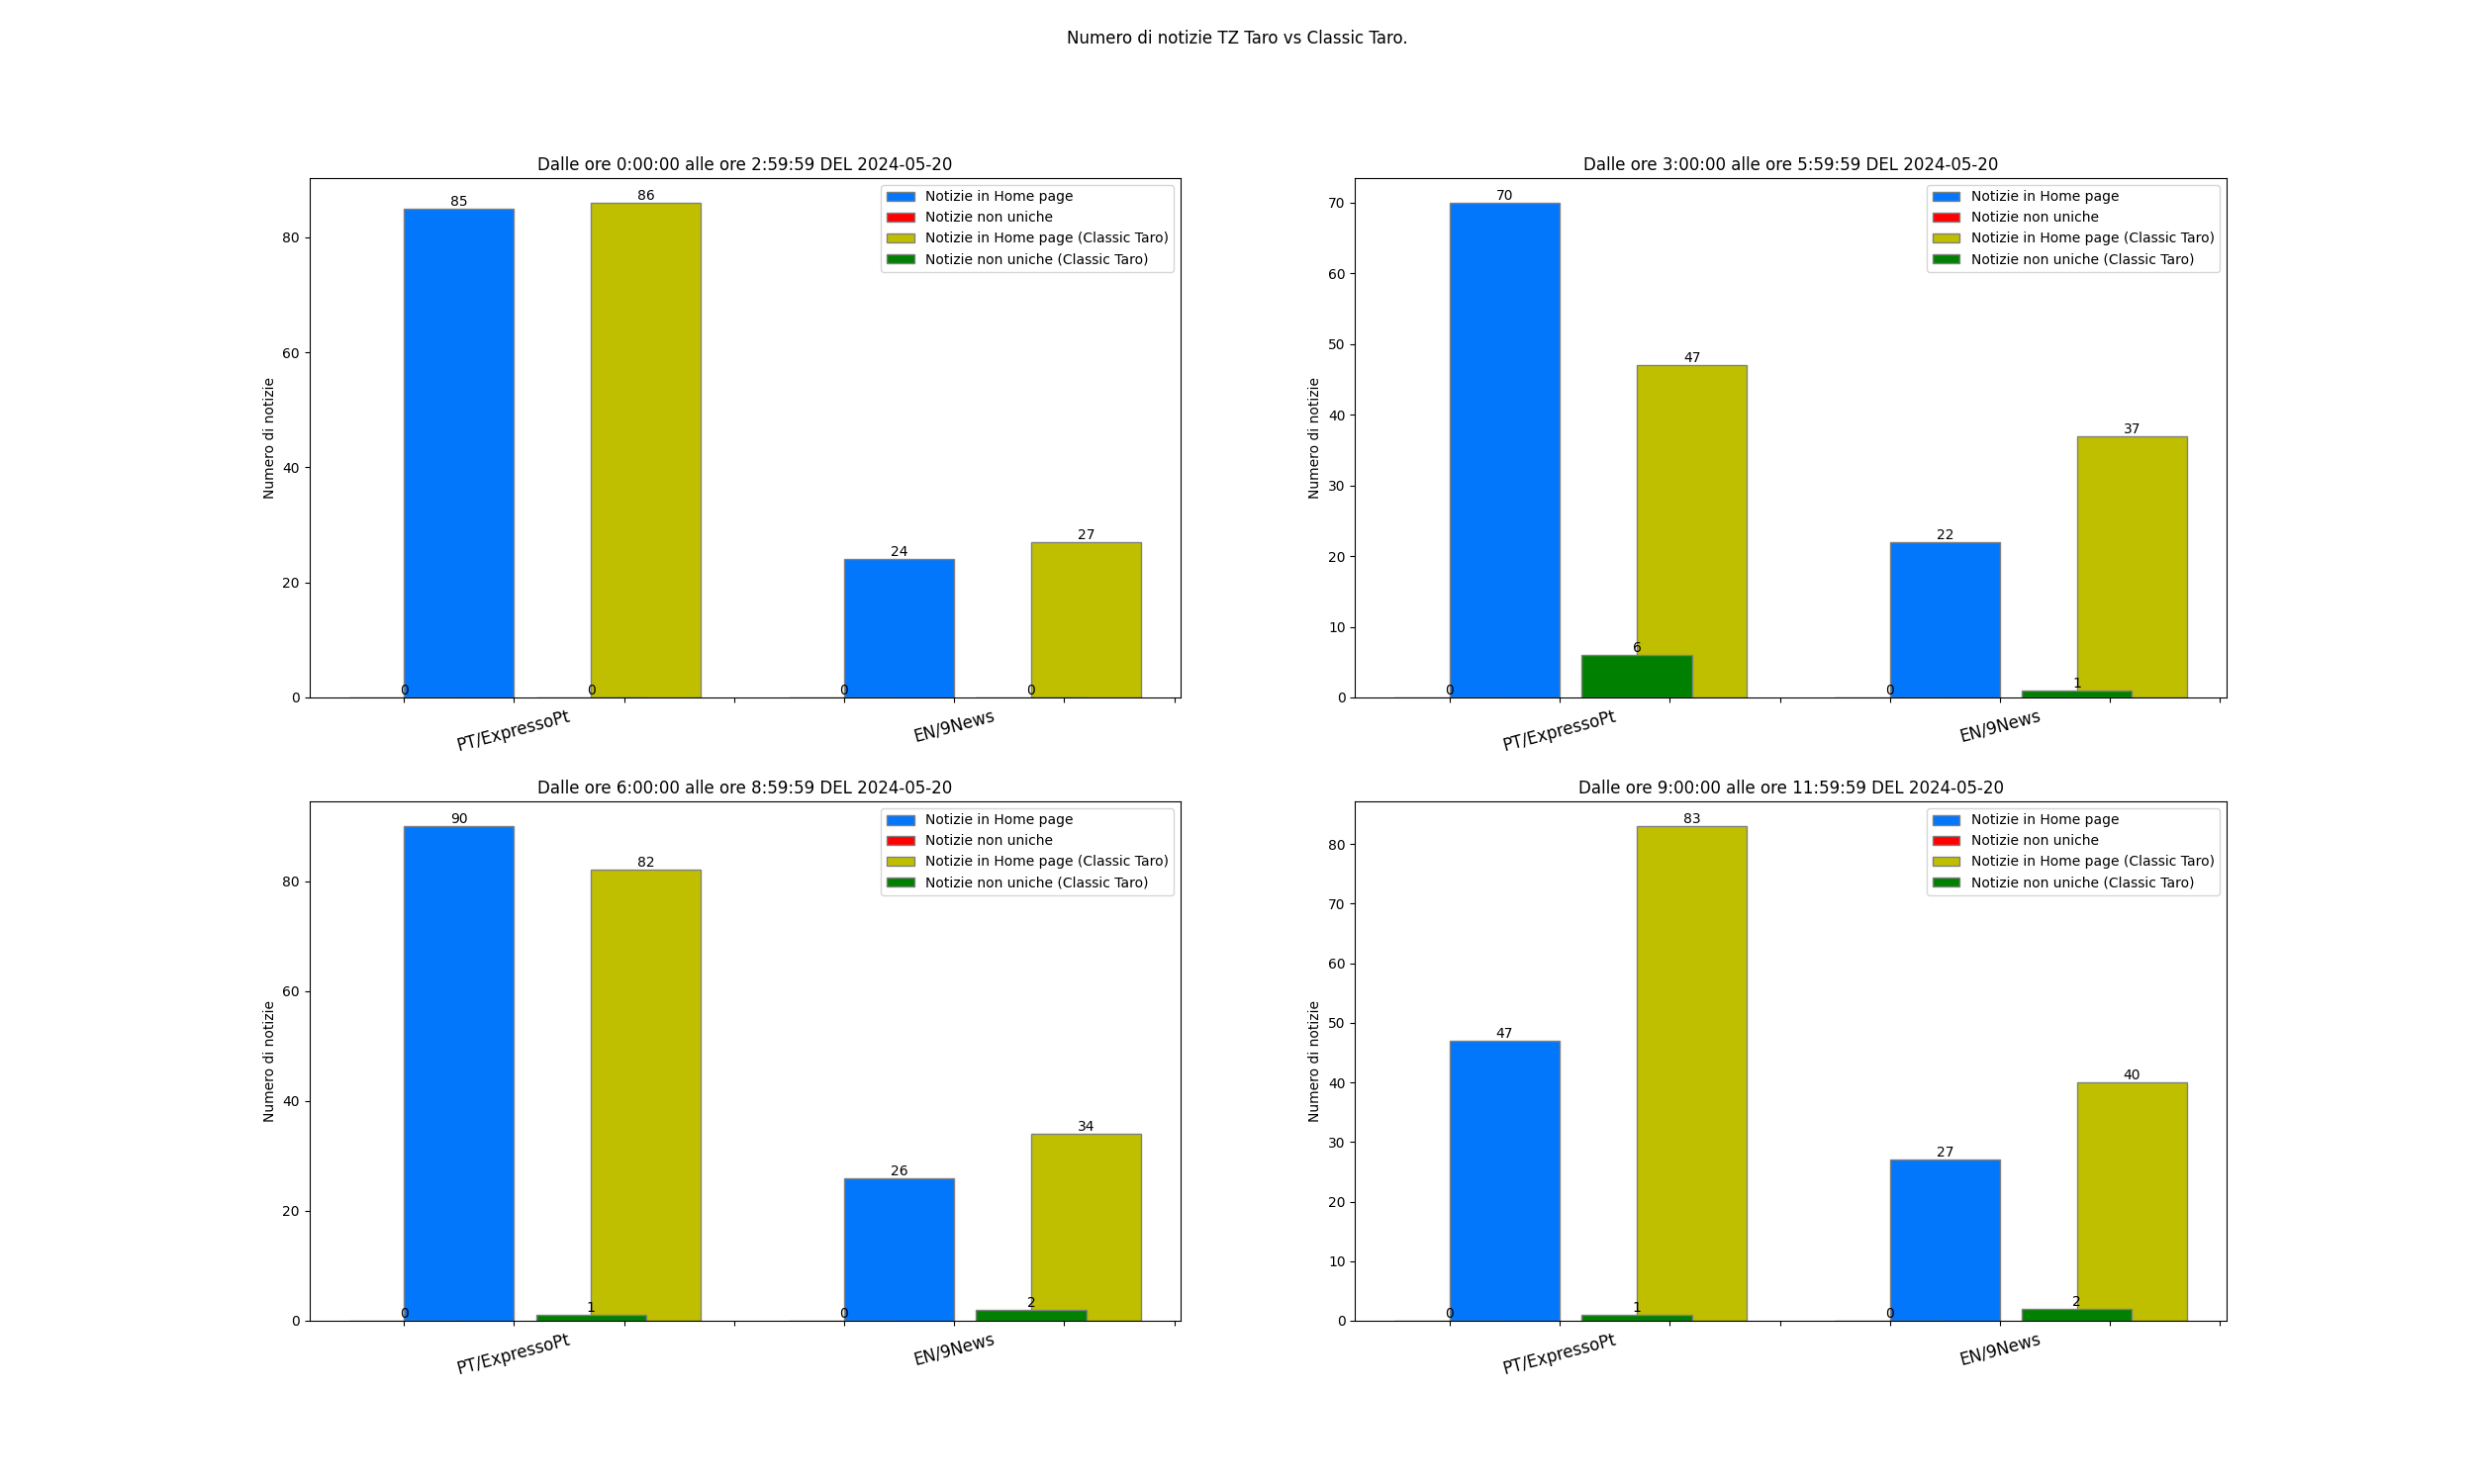 Numero di notizie TZ Taro vs Classic Taro.
Dalle ore 0:00:00 alle ore 2:59:59 DEL 2024-05-20
Numero di notizie
80
60
40
20
0
85
86
24
27
0
0
0
0
Notizie in Home page
Notizie non uniche
Notizie in Home page (Classic Taro)
Notizie non uniche (Classic Taro)
PT/ExpressoPt
EN/9News
Dalle ore 3:00:00 alle ore 5:59:59 DEL 2024-05-20
Numero di notizie
70
60
50
40
30
20
10
0
70
47
22
37
0
6
0
1
Notizie in Home page
Notizie non uniche
Notizie in Home page (Classic Taro)
Notizie non uniche (Classic Taro)
PT/ExpressoPt
EN/9News
Dalle ore 6:00:00 alle ore 8:59:59 DEL 2024-05-20
Numero di notizie
80
60
40
20
0
90
82
26
34
0
1
0
2
Notizie in Home page
Notizie non uniche
Notizie in Home page (Classic Taro)
Notizie non uniche (Classic Taro)
PT/ExpressoPt
EN/9News
Dalle ore 9:00:00 alle ore 11:59:59 DEL 2024-05-20
Numero di notizie
80
70
60
50
40
30
20
10
0
47
83
27
40
0
1
0
2
Notizie in Home page
Notizie non uniche
Notizie in Home page (Classic Taro)
Notizie non uniche (Classic Taro)
PT/ExpressoPt
EN/9News